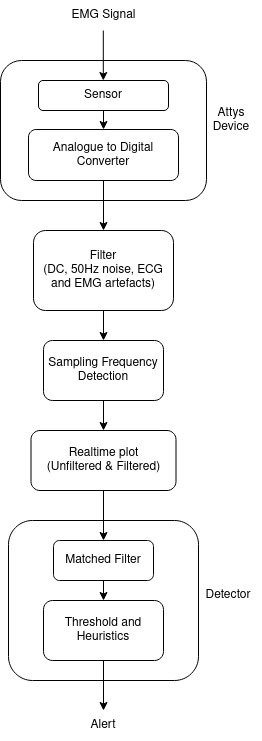 EMG Signal
Sensor
Attys
Device
Analogue to Digital
Converter
Filter
(DC, 50Hz noise, ECG
and EMG artefacts)
Sampling Frequency
Detection
Realtime plot
(Unfiltered & Filtered)
Matched Filter
Detector
Threshold and
Heuristics
Alert